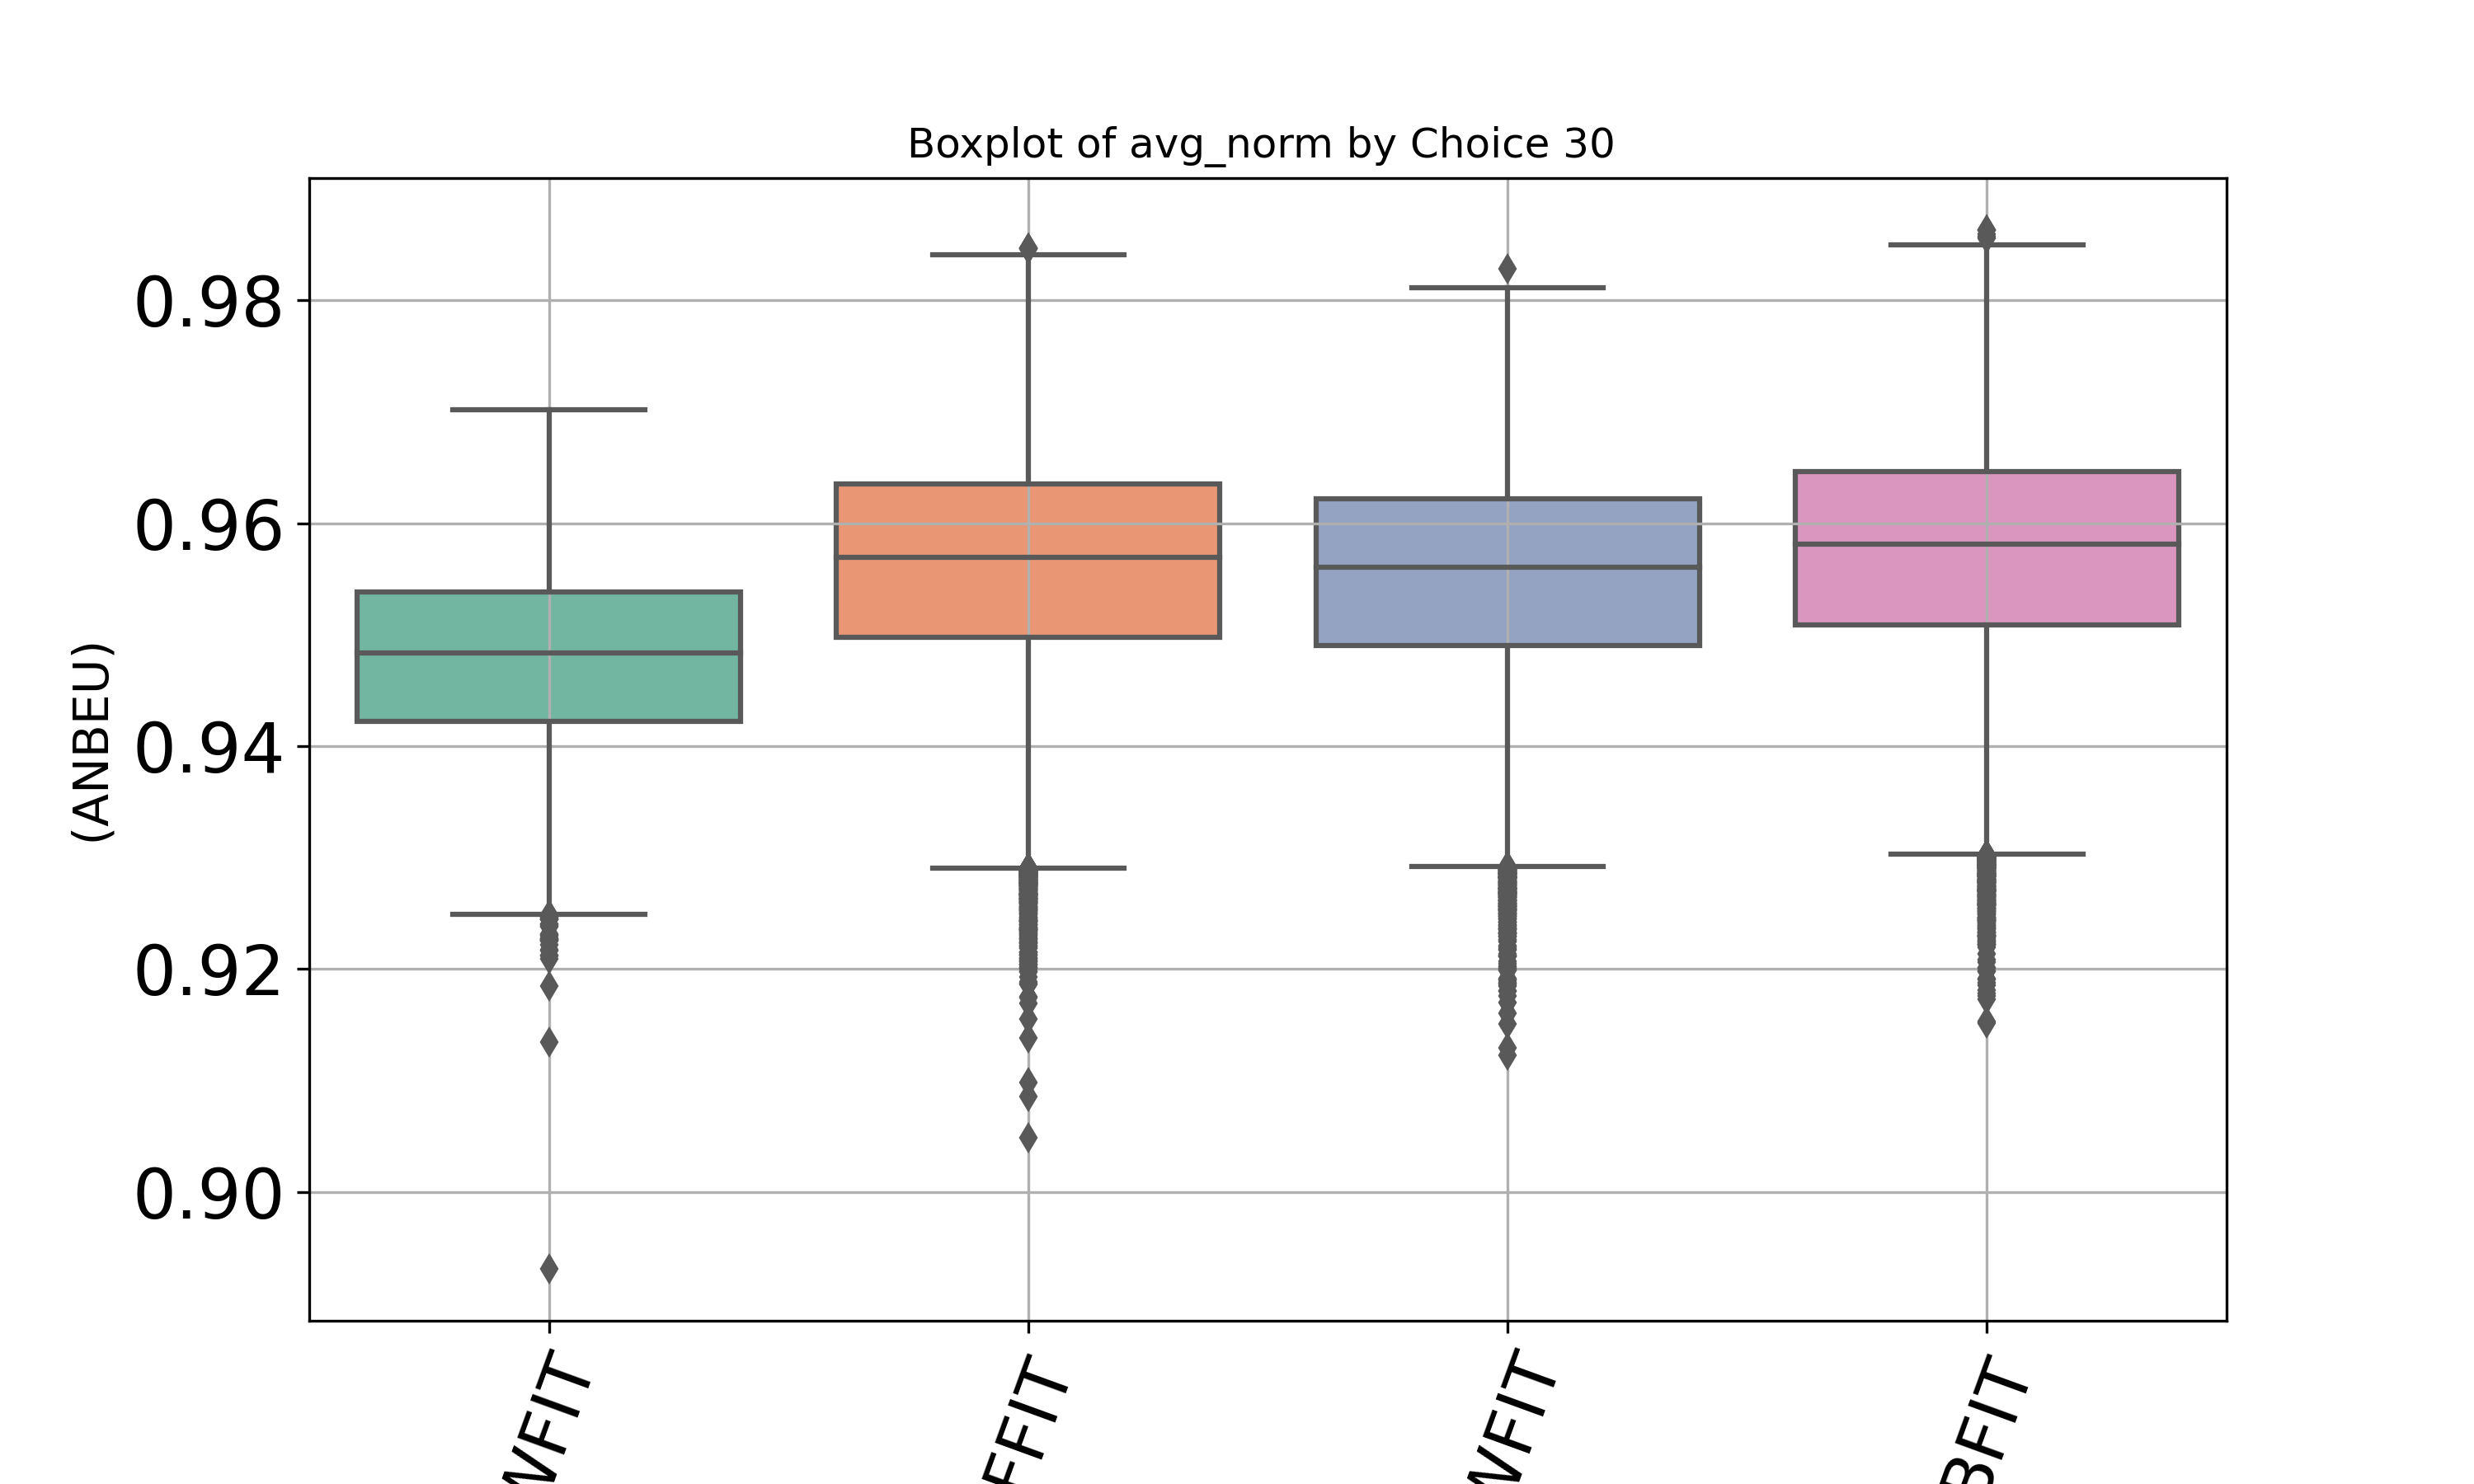 Boxplot of avg_norm by Choice 30
(ANBEU)
0.98
0.96
0.94
0.92
0.90
WFIT
FFIT
WFIT
BFIT